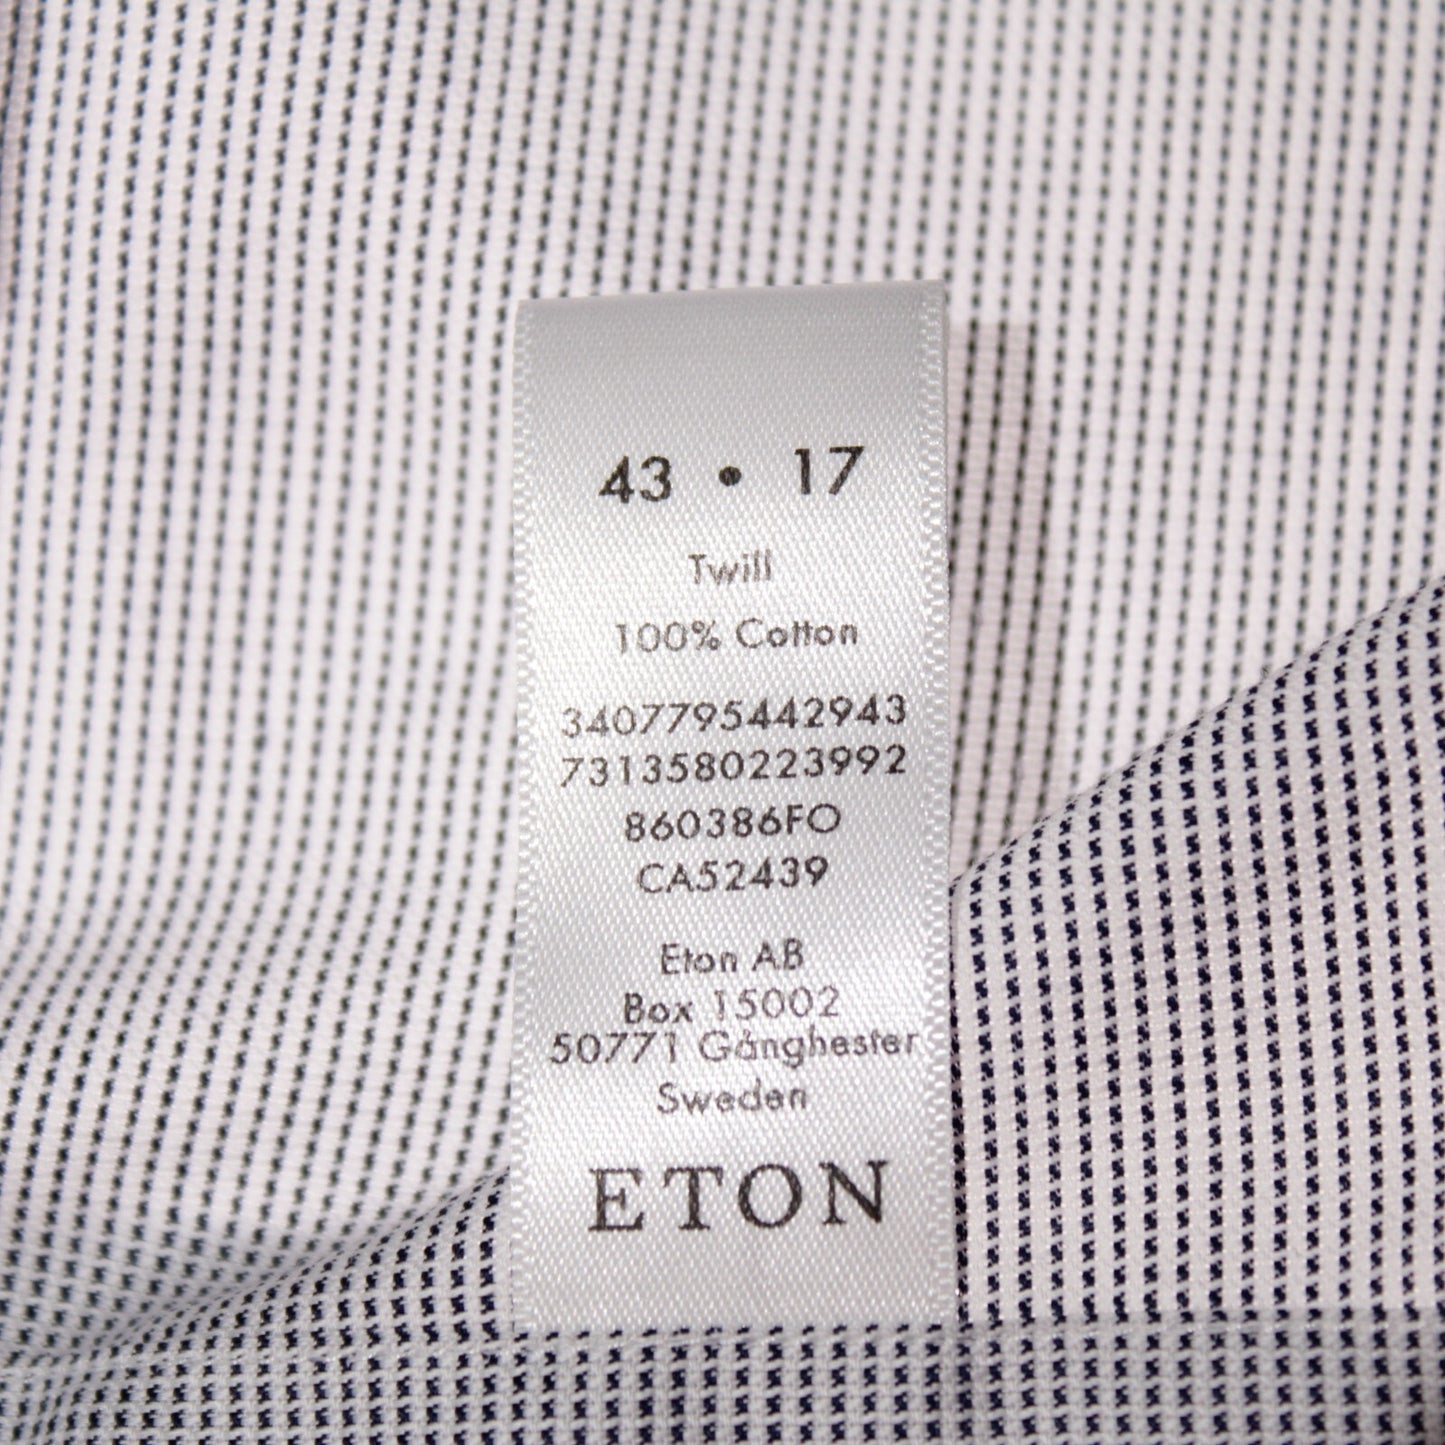 43 • 17
Twill
100% Cotton
3407795442943
7313580223992
860386FO
CA52439
Eton AB
Box 15002
50771 Gånghester
Sweden
ETON